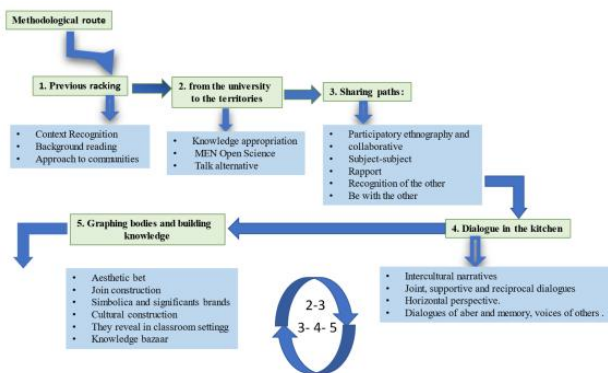 Methodological route
1. Previous racking
2. from the university
to the territories
3. Sharing paths:
• Context Recognition
• Background reading
• Approach to communities
• Knowledge appropriation
• MEN Open Science
• Talk alternative
• Participatory ethnography and
• collaborative
• Subject-subject
• Rapport
• Recognition of the other
• Be with the other
5. Graphing bodies and building
knowledge
4. Dialogue in the kitchen
• Aesthetic bet
• Join construction
• Simbolica and significants brands
• Cultural construction
• They reveal in classroom settingg
• Knowledge bazaar
2-3
3- 4- 5
• Intercultural narratives
• Joint, supportive and reciprocal dialogues
• Horizontal perspective.
• Dialogues of aber and memory, voices of others .